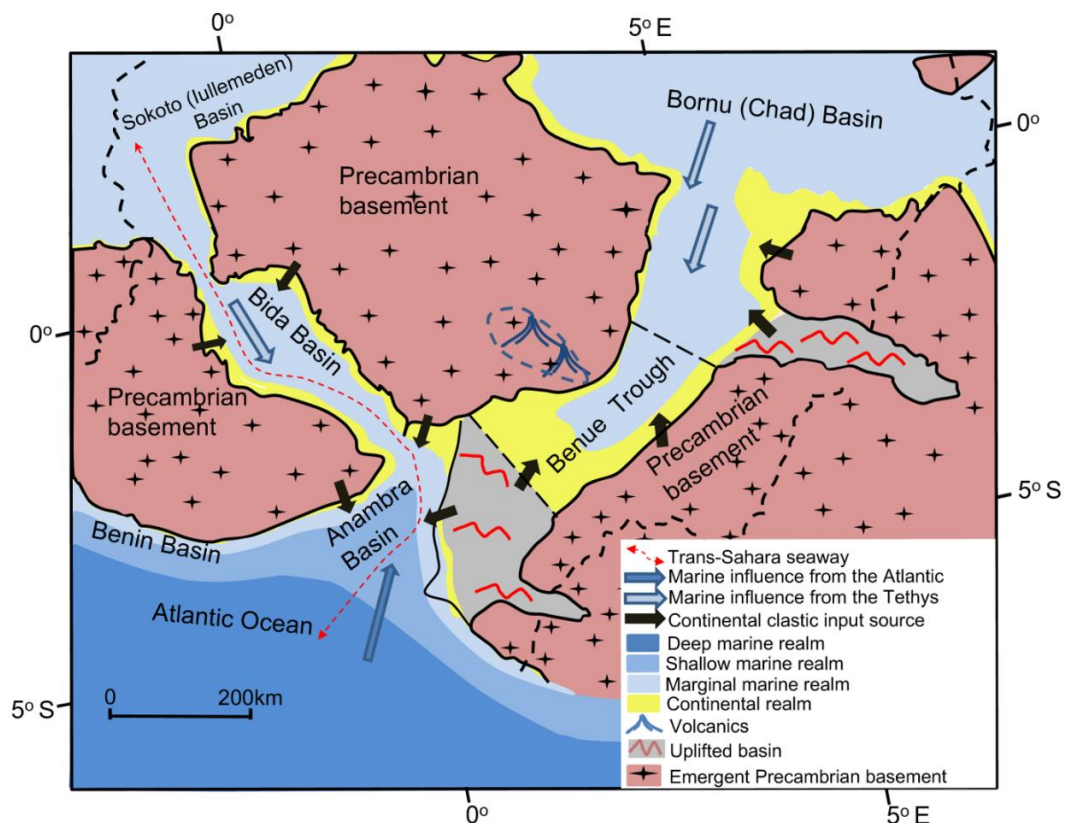 0°
5° E
Sokoto (Iullemeden)
Basin
Bornu (Chad) Basin
0°
Precambrian
basement
Bida Basin
0°
Precambrian
basement
Benue Trough
Precambrian
basement
Anambra
Basin
5° S
Benin Basin
Atlantic Ocean
0 200km
5° S
Trans-Sahara seaway
Marine influence from the Atlantic
Marine influence from the Tethys
Continental clastic input source
Deep marine realm
Shallow marine realm
Marginal marine realm
Continental realm
Volcanics
Uplifted basin
Emergent Precambrian basement
0°
5° E